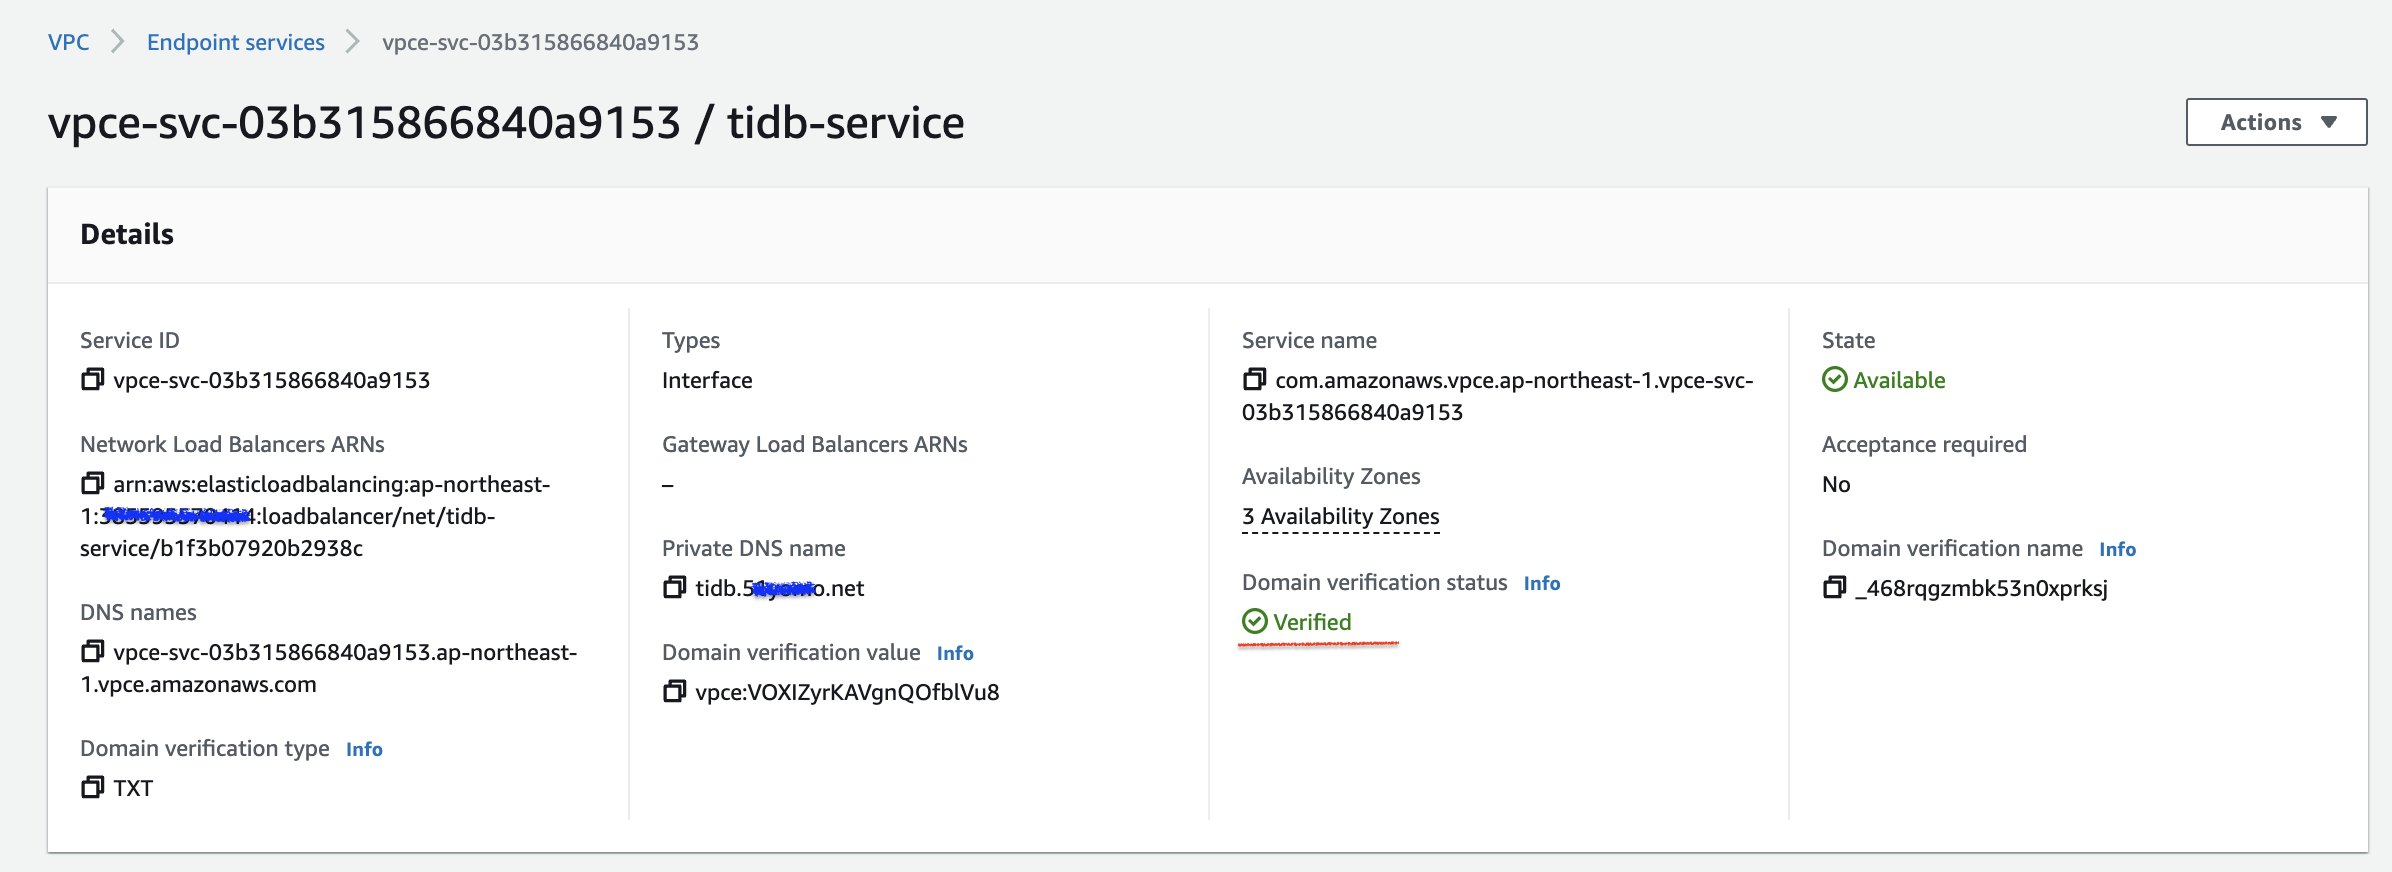 VPC > Endpoint services > vpce-svc-03b315866840a9153
vpce-svc-03b315866840a9153 / tidb-service
Actions
Details
Service ID
vpce-svc-03b315866840a9153
Network Load Balancers ARNs
arn:aws:elasticloadbalancing:ap-northeast-
1: :loadbalancer/net/tidb-
service/b1f3b07920b2938c
DNS names
vpce-svc-03b315866840a9153.ap-northeast-
1.vpce.amazonaws.com
Domain verification type Info
TXT
Types
Interface
Gateway Load Balancers ARNs
–
Private DNS name
tidb. .net
Domain verification value Info
vpce:VOXIZyrKAVgnQOfblVu8
Service name
com.amazonaws.vpce.ap-northeast-1.vpce-svc-
03b315866840a9153
Availability Zones
3 Availability Zones
Domain verification status Info
Verified
State
Available
Acceptance required
No
Domain verification name Info
_468rqgzmbk53n0xprksj